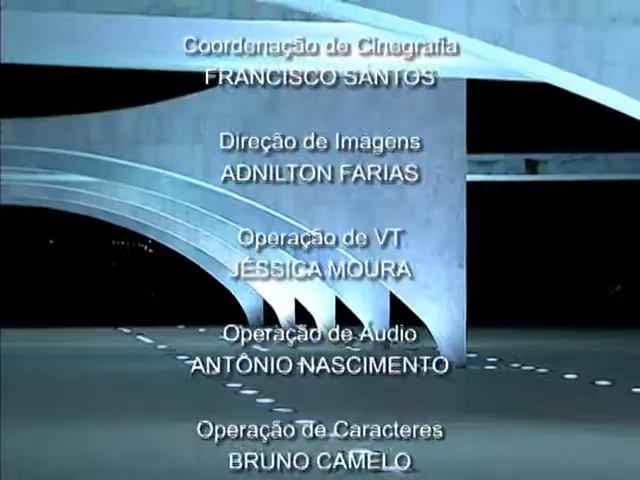 Coordenação de Cinegrafia
FRANCISCO SANTOS
Direção de Imagens
ADNILTON FARIAS
Operação de VT
JÉSSICA MOURA
Operação de Áudio
ANTÔNIO NASCIMENTO
Operação de Caracteres
BRUNO CAMELO